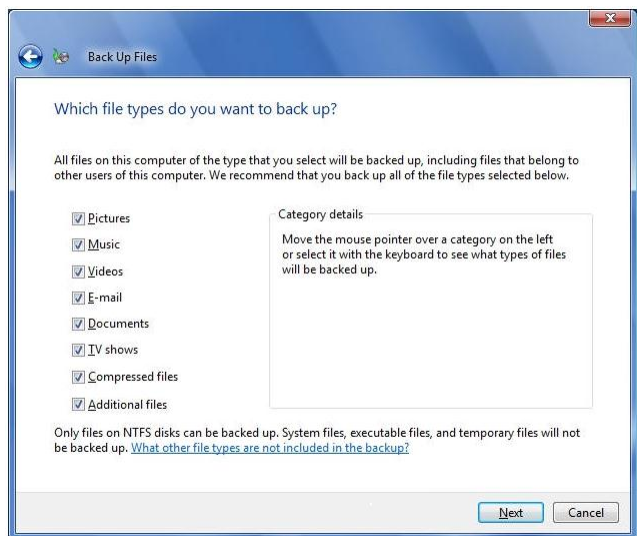 Back Up Files
Which file types do you want to back up?
All files on this computer of the type that you select will be backed up, including files that belong to
other users of this computer. We recommend that you back up all of the file types selected below.
Pictures
Music
Videos
E-mail
Documents
TV shows
Compressed files
Additional files
Category details
Move the mouse pointer over a category on the left
or select it with the keyboard to see what types of files
will be backed up.
Only files on NTFS disks can be backed up. System files, executable files, and temporary files will not
be backed up. What other file types are not included in the backup?
Next
Cancel